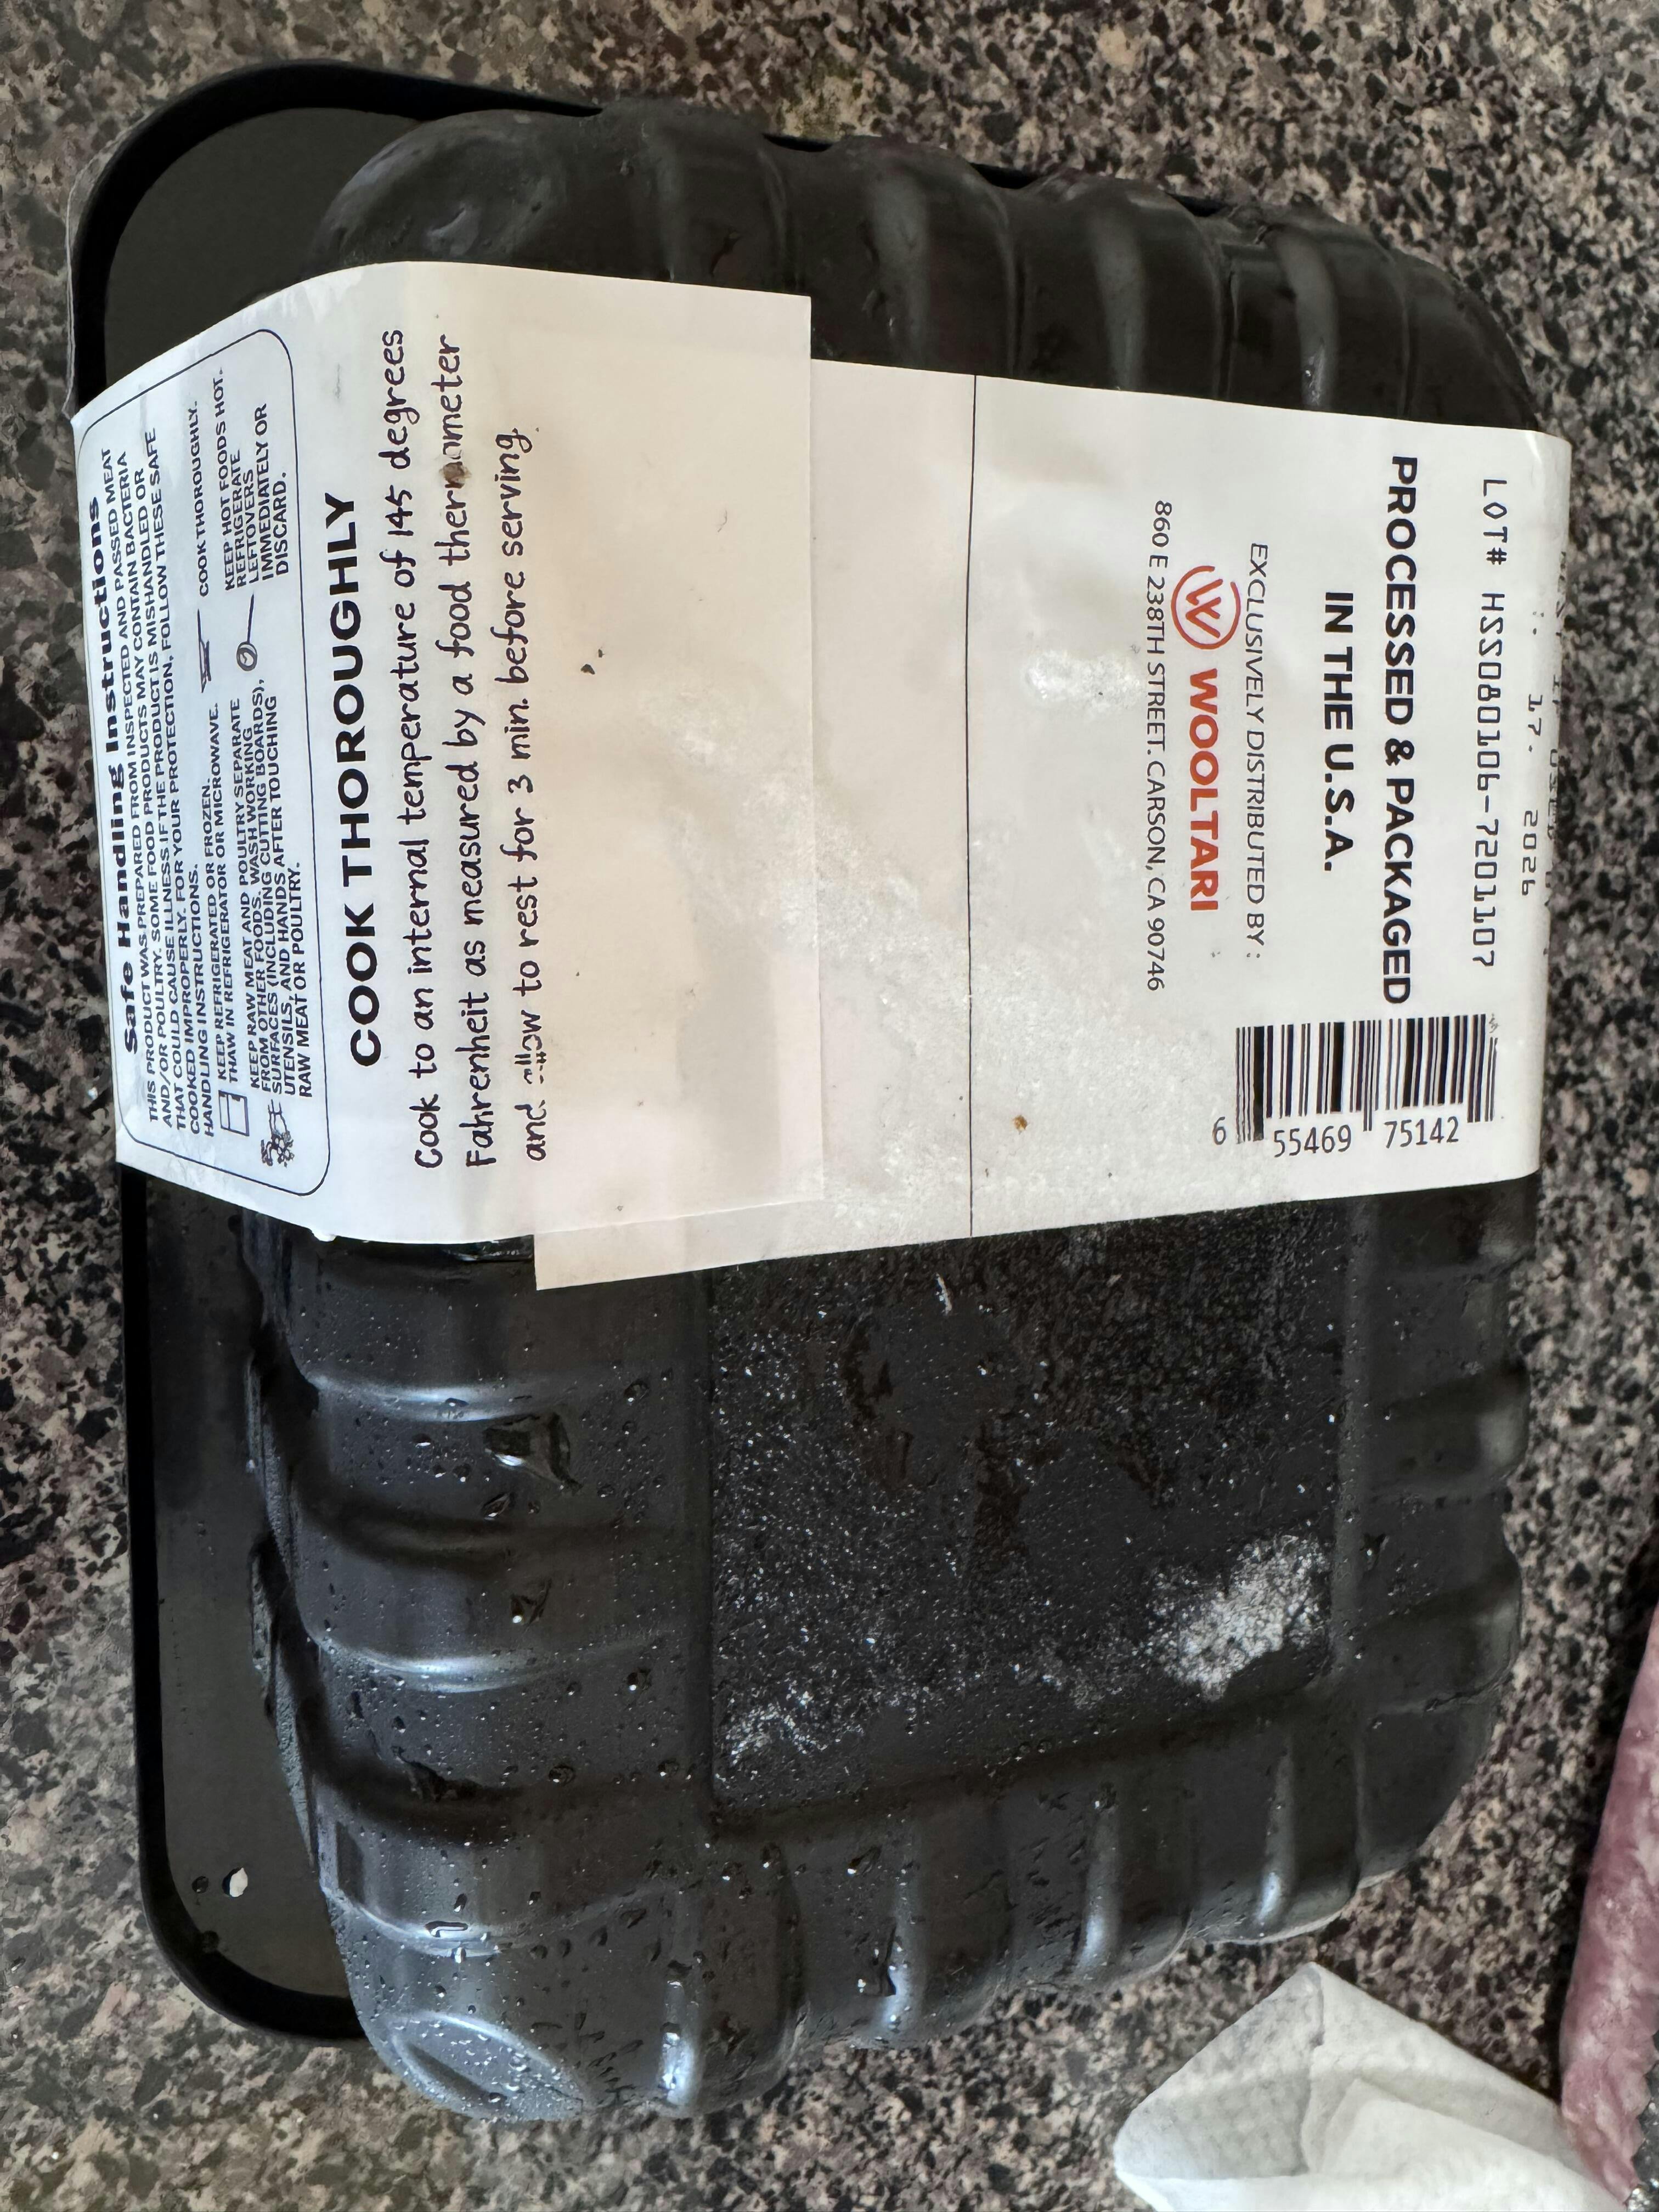 Safe Handling Instructions
THIS PRODUCT WAS PREPARED FROM INSPECTED AND PASSED MEAT
AND/OR POULTRY. SOME FOOD PRODUCTS MAY CONTAIN BACTERIA
THAT COULD CAUSE ILLNESS IF THE PRODUCT IS MISHANDLED OR
COOKED IMPROPERLY. FOR YOUR PROTECTION, FOLLOW THESE SAFE
HANDLING INSTRUCTIONS.
KEEP REFRIGERATED OR FROZEN.
THAW IN REFRIGERATOR OR MICROWAVE.
KEEP RAW MEAT AND POULTRY SEPARATE
FROM OTHER FOODS. WASH WORKING
SURFACES (INCLUDING CUTTING BOARDS),
UTENSILS, AND HANDS AFTER TOUCHING
RAW MEAT OR POULTRY.
COOK THOROUGHLY.
KEEP HOT FOODS HOT.
REFRIGERATE
LEFTOVERS
IMMEDIATELY OR
DISCARD.
COOK THOROUGHLY
Cook to an internal temperature of 145 degrees
Fahrenheit as measured by a food thermometer
and allow to rest for 3 min. before serving
17. 2026
LOT# HSS080106-7201107
PROCESSED & PACKAGED
IN THE U.S.A.
EXCLUSIVELY DISTRIBUTED BY :
WOOLTARI
860 E 238TH STREET. CARSON, CA 90746
6 55469 75142